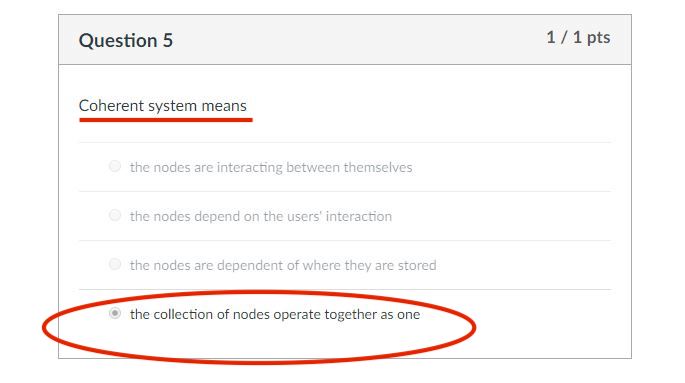 Question 5
1 / 1 pts
Coherent system means
the nodes are interacting between themselves
the nodes depend on the users' interaction
the nodes are dependent of where they are stored
the collection of nodes operate together as one